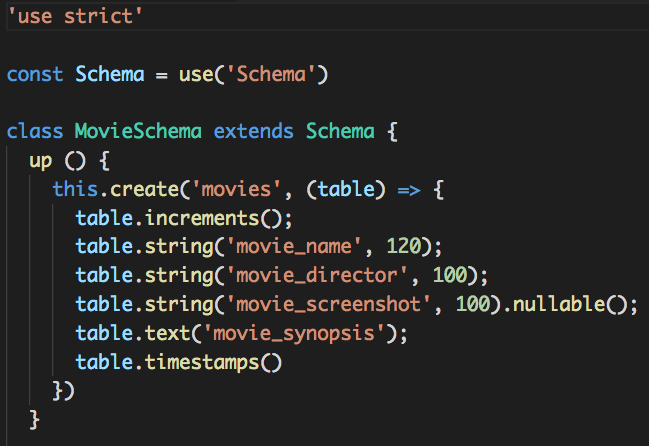 'use strict'
const Schema = use('Schema')
class MovieSchema extends Schema {
up () {
this.create('movies', (table) => {
table.increments();
table.string('movie_name', 120);
table.string('movie_director', 100);
table.string('movie_screenshot', 100).nullable();
table.text('movie_synopsis');
table.timestamps()
})
}